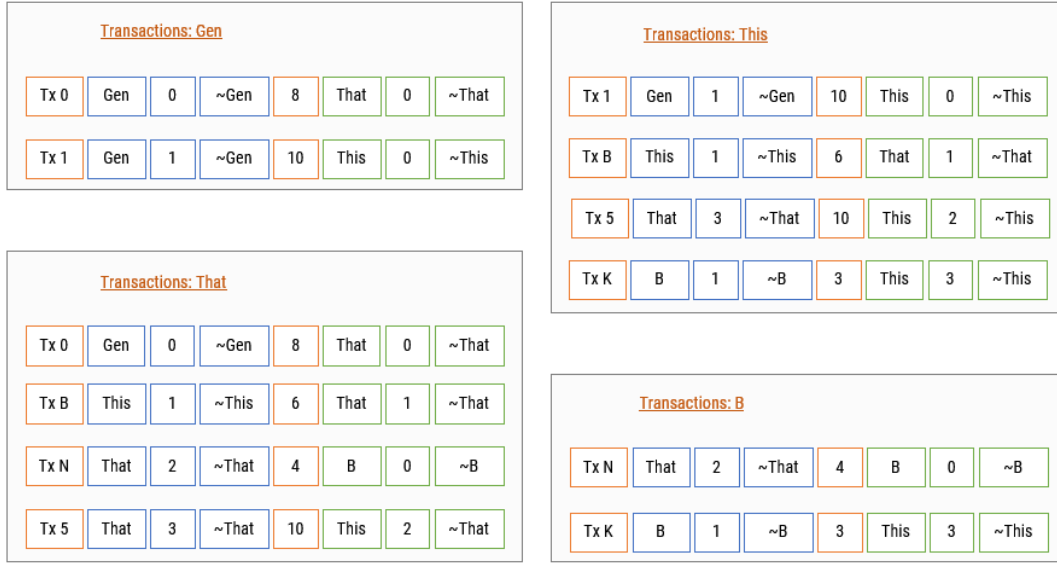 Transactions: Gen
Tx 0 Gen 0 ~Gen 8 That 0 ~That
Tx 1 Gen 1 ~Gen 10 This 0 ~This
Transactions: This
Tx 1 Gen 1 ~Gen 10 This 0 ~This
Tx B This 1 ~This 6 That 1 ~That
Tx 5 That 3 ~That 10 This 2 ~This
Tx K B 1 ~B 3 This 3 ~This
Transactions: That
Tx 0 Gen 0 ~Gen 8 That 0 ~That
Tx B This 1 ~This 6 That 1 ~That
Tx N That 2 ~That 4 B 0 ~B
Tx 5 That 3 ~That 10 This 2 ~That
Transactions: B
Tx N That 2 ~That 4 B 0 ~B
Tx K B 1 ~B 3 This 3 ~This